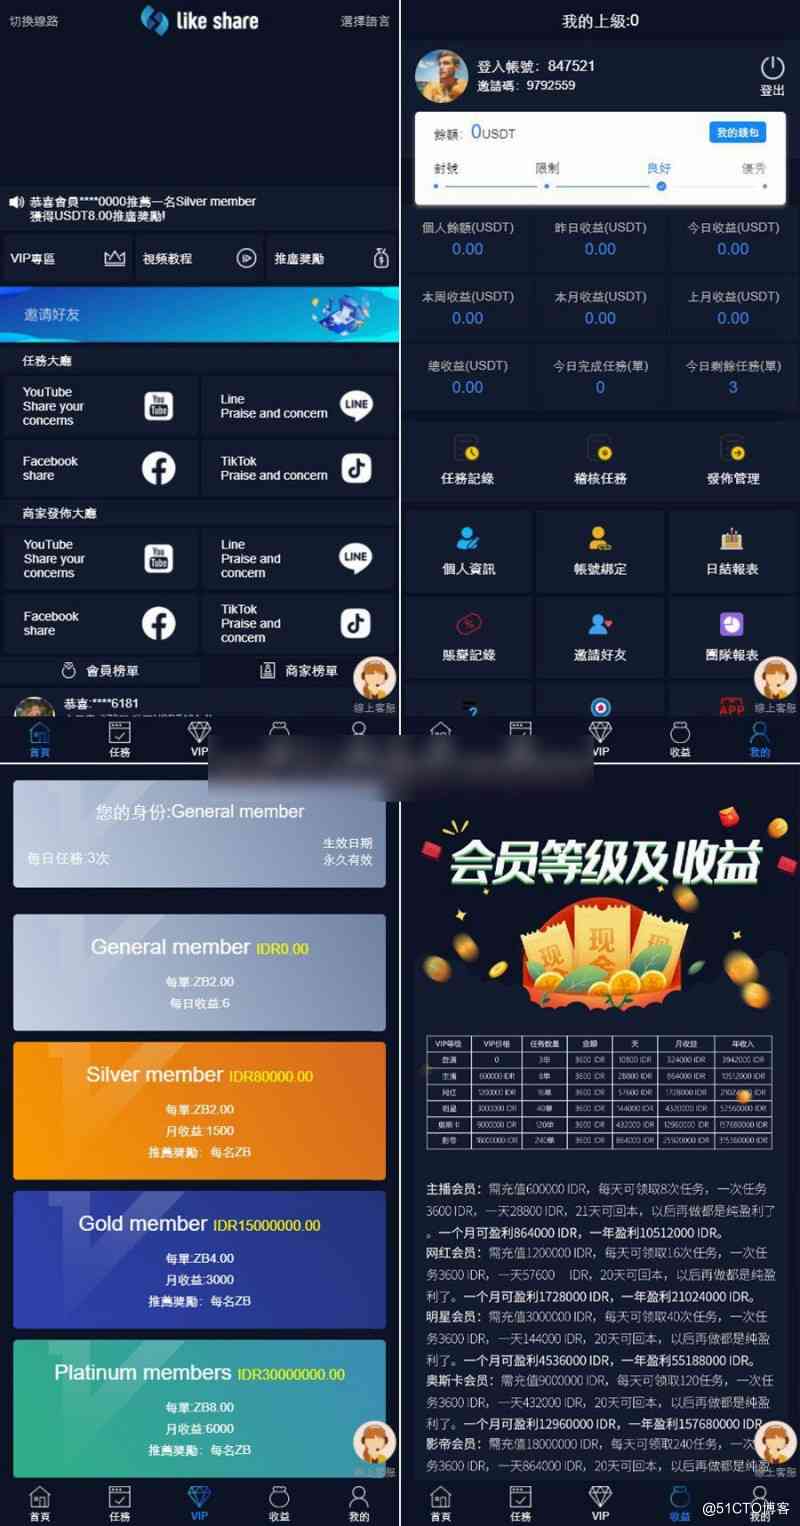 切換線路
like share
選擇語言
恭喜會員****0000推薦一名Silver member
獲得USDT8.00推廣獎勵!
VIP專區
視頻教程
推廣獎勵
邀请好友
任務大廳
YouTube
Share your
concerns
Line
Praise and concern
Facebook
share
TikTok
Praise and concern
商家發佈大廳
YouTube
Share your
concerns
Line
Praise and
concern
Facebook
share
TikTok
Praise and
concern
會員榜單
商家榜單
恭喜:****6181
線上客服
首頁
任務
VIP
我的上級:0
登入帳號：847521
邀請碼：9792559
登出
餘額: 0USDT
我的錢包
封號
限制
良好
優秀
個人餘額(USDT)
0.00
昨日收益(USDT)
0.00
今日收益(USDT)
0.00
本周收益(USDT)
0.00
本月收益(USDT)
0.00
上月收益(USDT)
0.00
總收益(USDT)
0.00
今日完成任務(單)
0
今日剩餘任務(單)
3
任務記錄
稽核任務
發佈管理
個人資訊
帳號綁定
日結報表
賬變記錄
邀請好友
團隊報表
APP
線上客服
VIP
收益
我的
您的身份:General member
每日任務:3次
生效日期
永久有效
General member IDR0.00
每單:ZB2.00
每日收益:6
Silver member IDR80000.00
每單:ZB2.00
月收益:1500
推薦獎勵：每名ZB
Gold member IDR15000000.00
每單:ZB4.00
月收益:3000
推薦獎勵：每名ZB
Platinum members IDR30000000.00
每單:ZB8.00
月收益:6000
推薦獎勵：每名ZB
首頁
任務
VIP
收益
我的
会员等级及收益
现
现
现
金
VIP等级 VIP价格 任务数量 金额 天 月收益 年收入
普通 0 3单 3600 IDR 10800 IDR 324000 IDR 3942000 IDR
主播 600000 IDR 8单 3600 IDR 28800 IDR 864000 IDR 10512000 IDR
网红 1200000 IDR 16单 3600 IDR 57600 IDR 1728000 IDR
明星 3000000 IDR 40单 3600 IDR 144000 IDR 4320000 IDR 52560000 IDR
奥斯卡 9000000 IDR 120单 3600 IDR 432000 IDR 12960000 IDR 157680000 IDR
影帝 18000000 IDR 240单 3600 IDR 864000 IDR 25920000 IDR 315360000 IDR
主播会员：需充值600000 IDR，每天可领取8次任务，一次任务
3600 IDR，一天28800 IDR，21天可回本，以后再做都是纯盈利了
。一个月可盈利864000 IDR，一年盈利10512000 IDR。
网红会员：需充值1200000 IDR，每天可领取16次任务，一次任
务3600 IDR，一天57600 IDR，20天可回本，以后再做都是纯盈
利了。一个月可盈利1728000 IDR，一年盈利21024000 IDR。
明星会员：需充值3000000 IDR，每天可领取40次任务，一次任
务3600 IDR，一天144000 IDR，20天可回本，以后再做都是纯盈
利了。一个月可盈利4536000 IDR，一年盈利55188000 IDR。
奥斯卡会员：需充值9000000 IDR，每天可领取120任务，一次任
务3600 IDR，一天432000 IDR，20天可回本，以后再做都是纯盈
利了。一个月可盈利12960000 IDR，一年盈利157680000 IDR。
影帝会员：需充值18000000 IDR，每天可领取240任务，一次任
务3600 IDR，一天864000 IDR，20天可回本，以后再做都是纯盈
首頁
任務
VIP
收益
我的
@51CTO博客